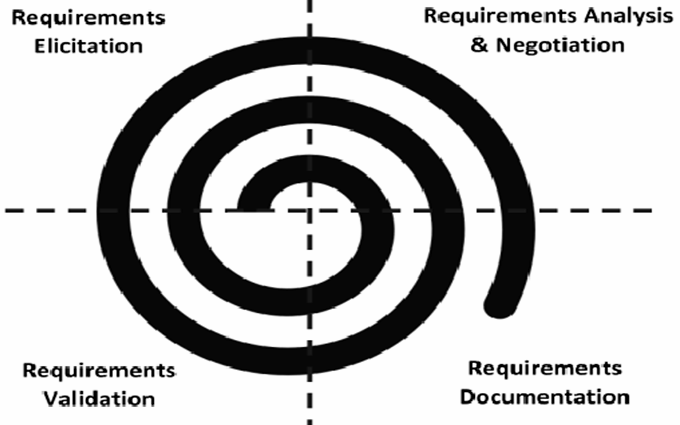 Requirements
Elicitation
Requirements Analysis
& Negotiation
Requirements
Validation
Requirements
Documentation